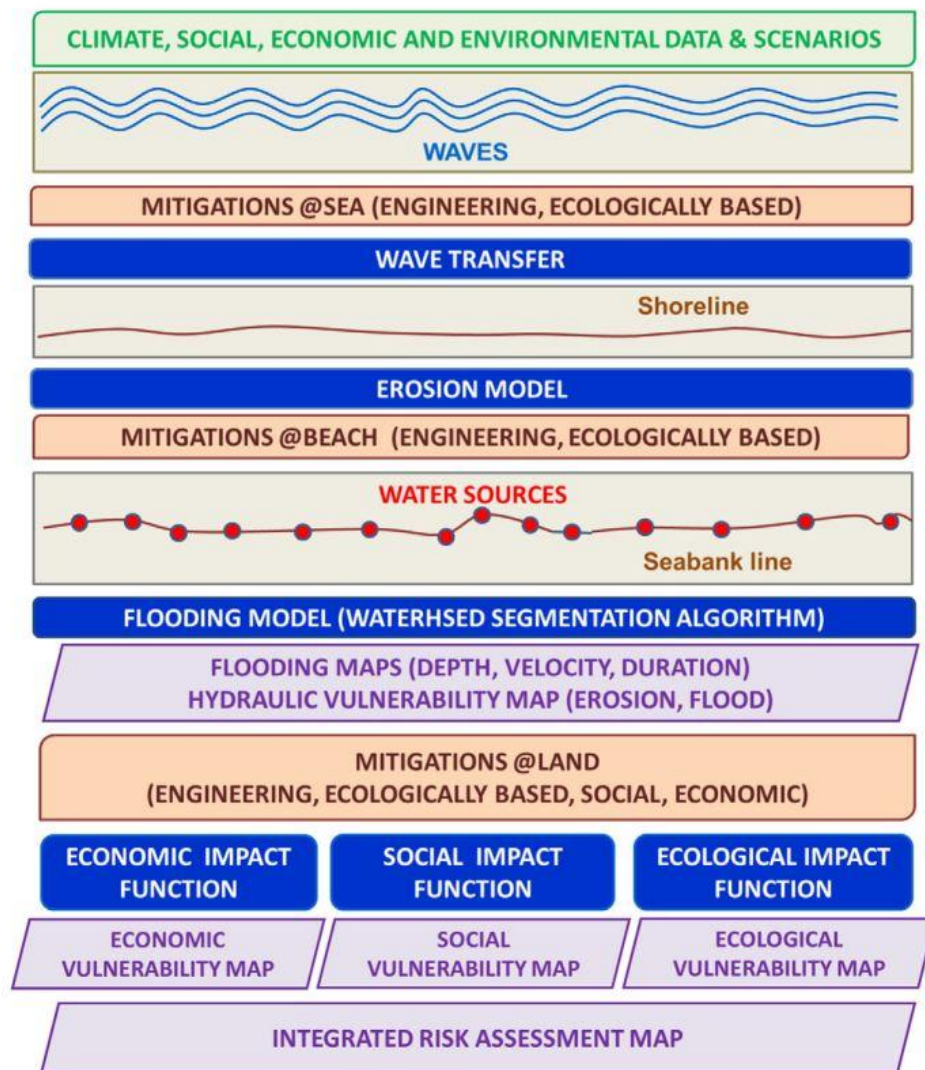 CLIMATE, SOCIAL, ECONOMIC AND ENVIRONMENTAL DATA & SCENARIOS
WAVES
MITIGATIONS @SEA (ENGINEERING, ECOLOGICALLY BASED)
WAVE TRANSFER
Shoreline
EROSION MODEL
MITIGATIONS @BEACH (ENGINEERING, ECOLOGICALLY BASED)
WATER SOURCES
Seabank line
FLOODING MODEL (WATERHSED SEGMENTATION ALGORITHM)
FLOODING MAPS (DEPTH, VELOCITY, DURATION)
HYDRAULIC VULNERABILITY MAP (EROSION, FLOOD)
MITIGATIONS @LAND
(ENGINEERING, ECOLOGICALLY BASED, SOCIAL, ECONOMIC)
ECONOMIC IMPACT
FUNCTION
SOCIAL IMPACT
FUNCTION
ECOLOGICAL IMPACT
FUNCTION
ECONOMIC
VULNERABILITY MAP
SOCIAL
VULNERABILITY MAP
ECOLOGICAL
VULNERABILITY MAP
INTEGRATED RISK ASSESSMENT MAP